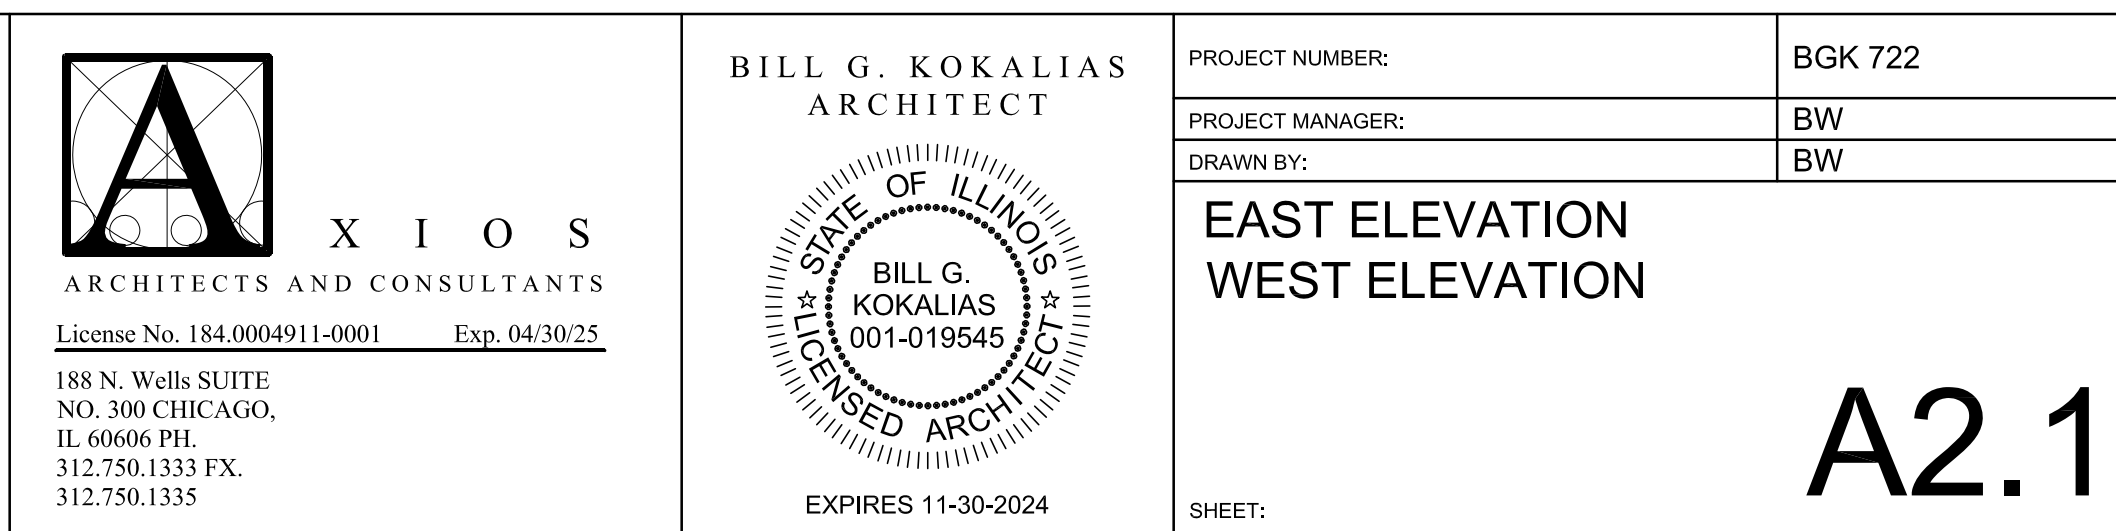 A X I O S
ARCHITECTS AND CONSULTANTS
License No. 184.0004911-0001 Exp. 04/30/25
188 N. Wells SUITE
NO. 300 CHICAGO,
IL 60606 PH.
312.750.1333 FX.
312.750.1335
BILL G. KOKALIAS
ARCHITECT
STATE OF ILLINOIS
BILL G.
KOKALIAS
001-019545
LICENSED ARCHITECT
EXPIRES 11-30-2024
PROJECT NUMBER: BGK 722
PROJECT MANAGER: BW
DRAWN BY: BW
EAST ELEVATION
WEST ELEVATION
SHEET: A2.1